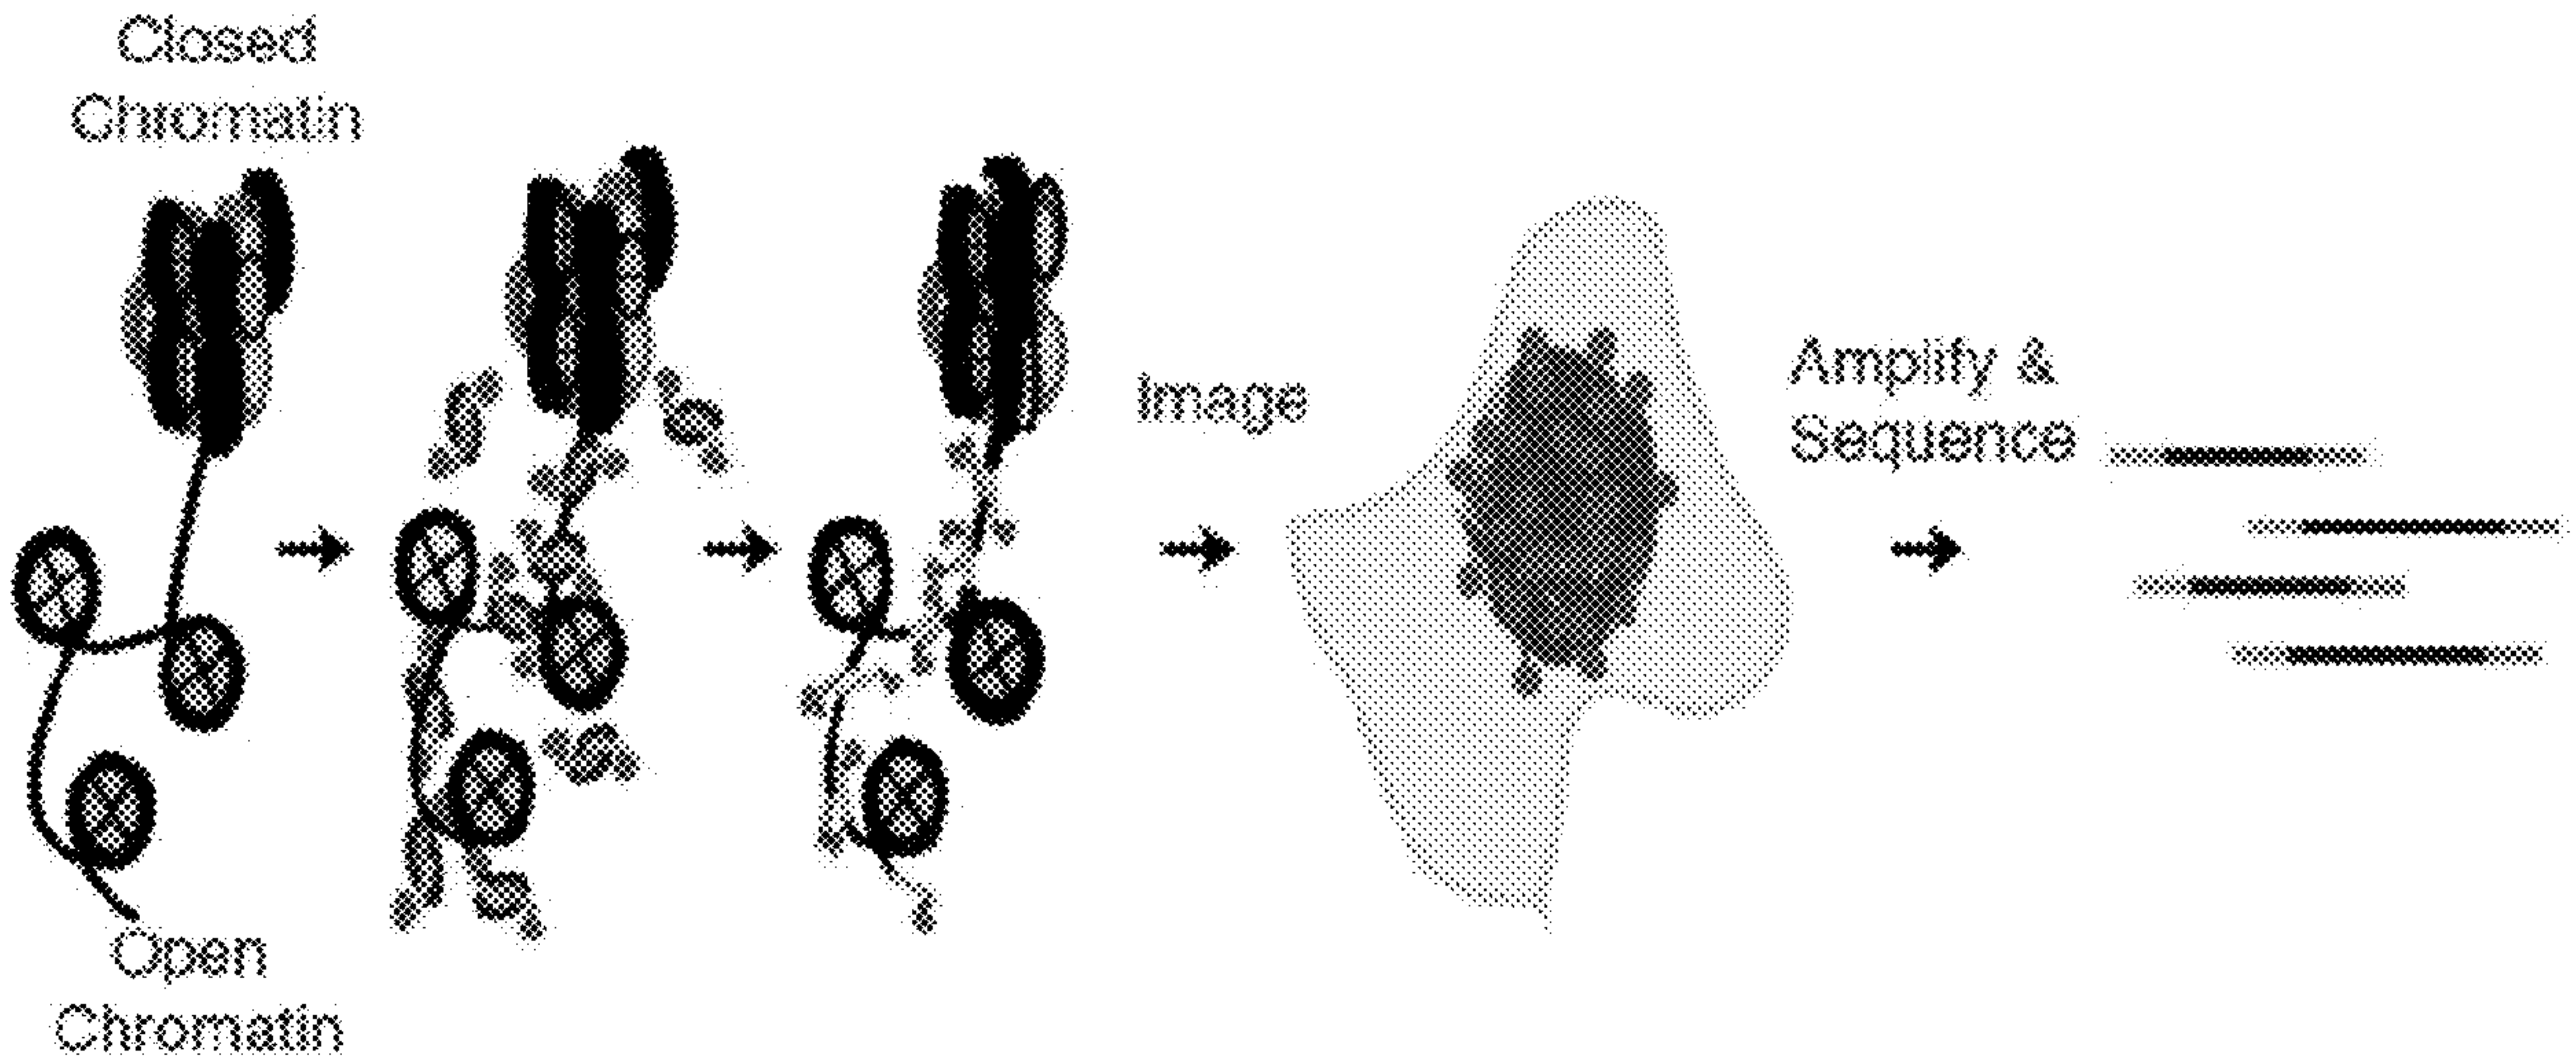 Closed
Chromatin
Open
Chromatin
Image
Amplify &
Sequence